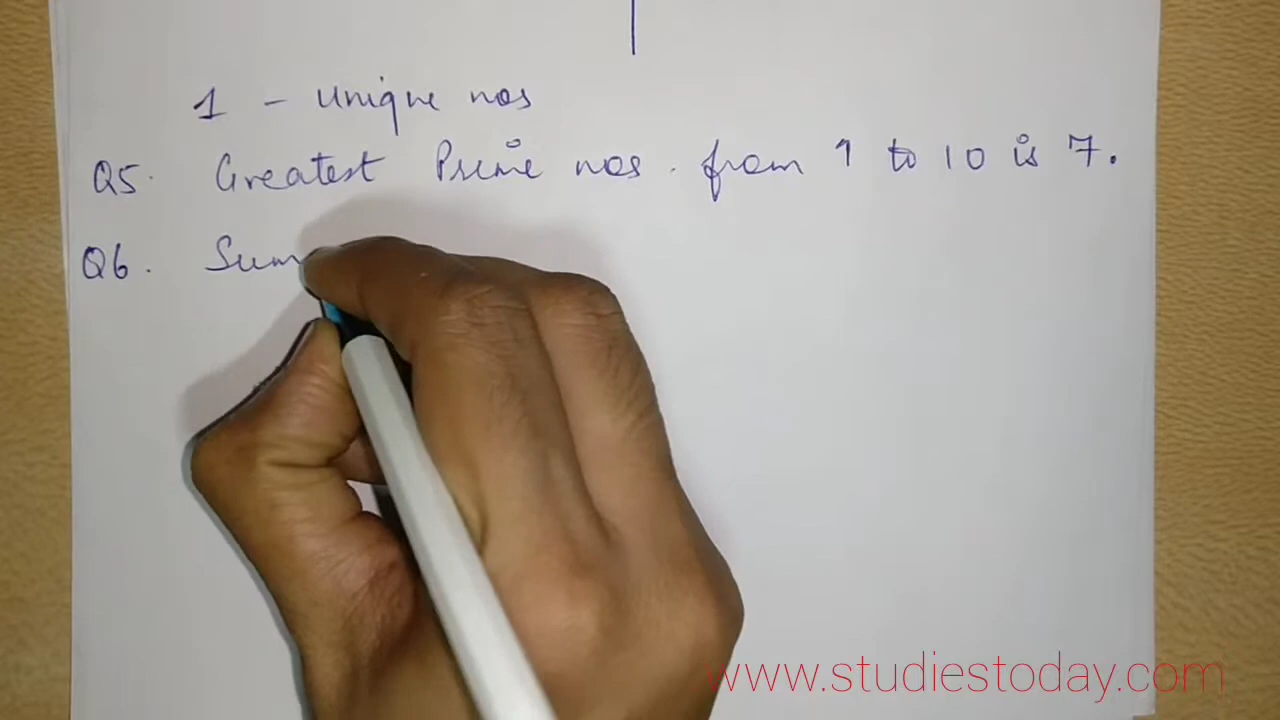 1 - Unique nos
Q5. Greatest Prime nos. from 1 to 10 is 7.
Q6. Sum
www.studiestoday.com